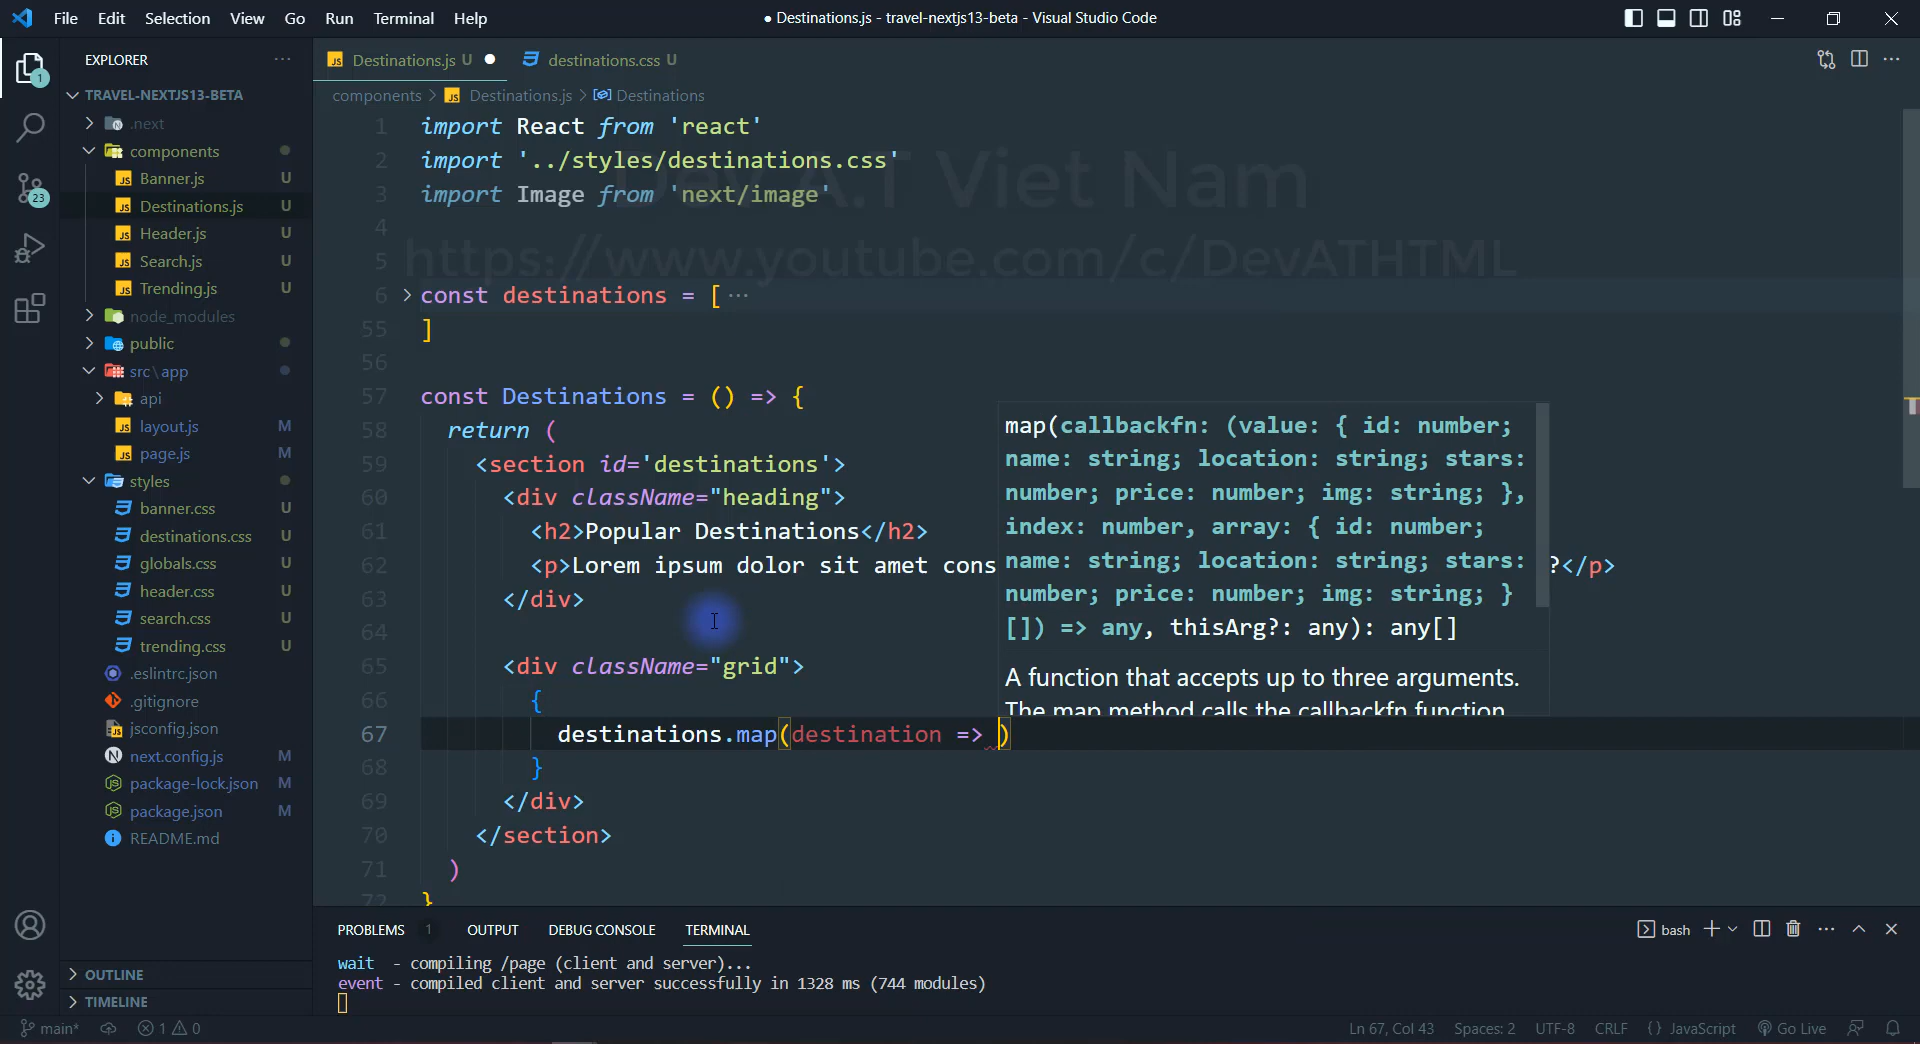 File Edit Selection View Go Run Terminal Help
● Destinations.js - travel-nextjs13-beta - Visual Studio Code
EXPLORER
TRAVEL-NEXTJS13-BETA
.next
components
Banner.js U
Destinations.js U
Header.js U
Search.js U
Trending.js U
node_modules
public
src\app
api
layout.js M
page.js M
styles
banner.css U
destinations.css U
globals.css U
header.css U
search.css U
trending.css U
.eslintrc.json
.gitignore
jsconfig.json
next.config.js M
package-lock.json M
package.json M
README.md
OUTLINE
TIMELINE
1
23
Destinations.js U ●
destinations.css U
components > Destinations.js > Destinations
1 import React from 'react'
2 import '../styles/destinations.css'
3 import Image from 'next/image'
4
5
6 const destinations = [ ···
55 ]
56
57 const Destinations = () => {
58 return (
59 <section id='destinations'>
60 <div className="heading">
61 <h2>Popular Destinations</h2>
62 <p>Lorem ipsum dolor sit amet cons ?</p>
63 </div>
64
65 <div className="grid">
66 {
67 destinations.map(destination => )
68 }
69 </div>
70 </section>
71 )
72 }
Dev A.T Viet Nam
https://www.youtube.com/c/DevATHTML
map(callbackfn: (value: { id: number;
name: string; location: string; stars:
number; price: number; img: string; },
index: number, array: { id: number;
name: string; location: string; stars:
number; price: number; img: string; }
[]) => any, thisArg?: any): any[]
A function that accepts up to three arguments.
The map method calls the callbackfn function
PROBLEMS 1 OUTPUT DEBUG CONSOLE TERMINAL
bash
wait - compiling /page (client and server)...
event - compiled client and server successfully in 1328 ms (744 modules)
main* 1 0
Ln 67, Col 43 Spaces: 2 UTF-8 CRLF {} JavaScript Go Live